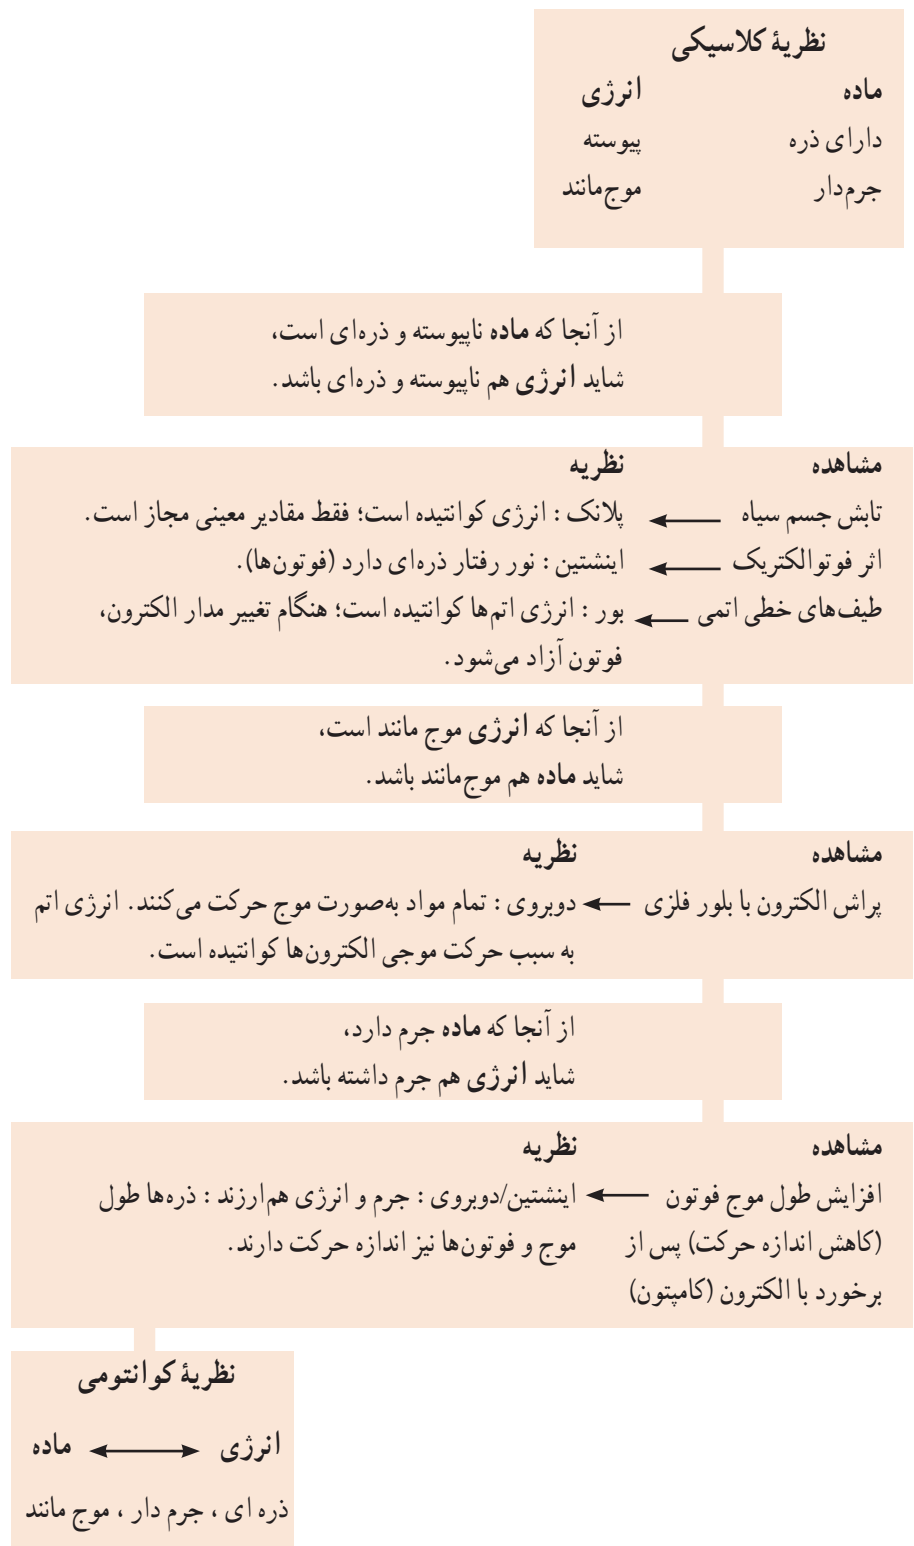 نظریهٔ کلاسیکی
ماده انرژی
دارای ذره پیوسته
جرم‌دار موج‌مانند
از آنجا که ماده ناپیوسته و ذره‌ای است،
شاید انرژی هم ناپیوسته و ذره‌ای باشد.
مشاهده نظریه
تابش جسم سیاه ← پلانک : انرژی کوانتیده است؛ فقط مقادیر معینی مجاز است.
اثر فوتوالکتریک ← اینشتین : نور رفتار ذره‌ای دارد (فوتون‌ها).
طیف‌های خطی اتمی ← بور : انرژی اتم‌ها کوانتیده است؛ هنگام تغییر مدار الکترون،
فوتون آزاد می‌شود.
از آنجا که انرژی موج مانند است،
شاید ماده هم موج‌مانند باشد.
مشاهده نظریه
پراش الکترون با بلور فلزی ← دوبروی : تمام مواد به‌صورت موج حرکت می‌کنند. انرژی اتم
به سبب حرکت موجی الکترون‌ها کوانتیده است.
از آنجا که ماده جرم دارد،
شاید انرژی هم جرم داشته باشد.
مشاهده نظریه
افزایش طول موج فوتون ← اینشتین/دوبروی : جرم و انرژی هم‌ارزند : ذره‌ها طول
(کاهش اندازه حرکت) پس از موج و فوتون‌ها نیز اندازه حرکت دارند.
برخورد با الکترون (کامپتون)
نظریهٔ کوانتومی
انرژی ↔ ماده
ذره ای ، جرم دار ، موج مانند